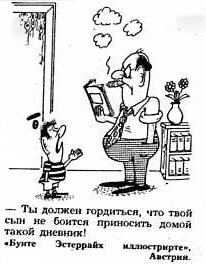 — Ты должен гордиться, что твой
сын не боится приносить домой
такой дневник!
«Бунте Эстеррайх иллюстрирте»,
Австрия.